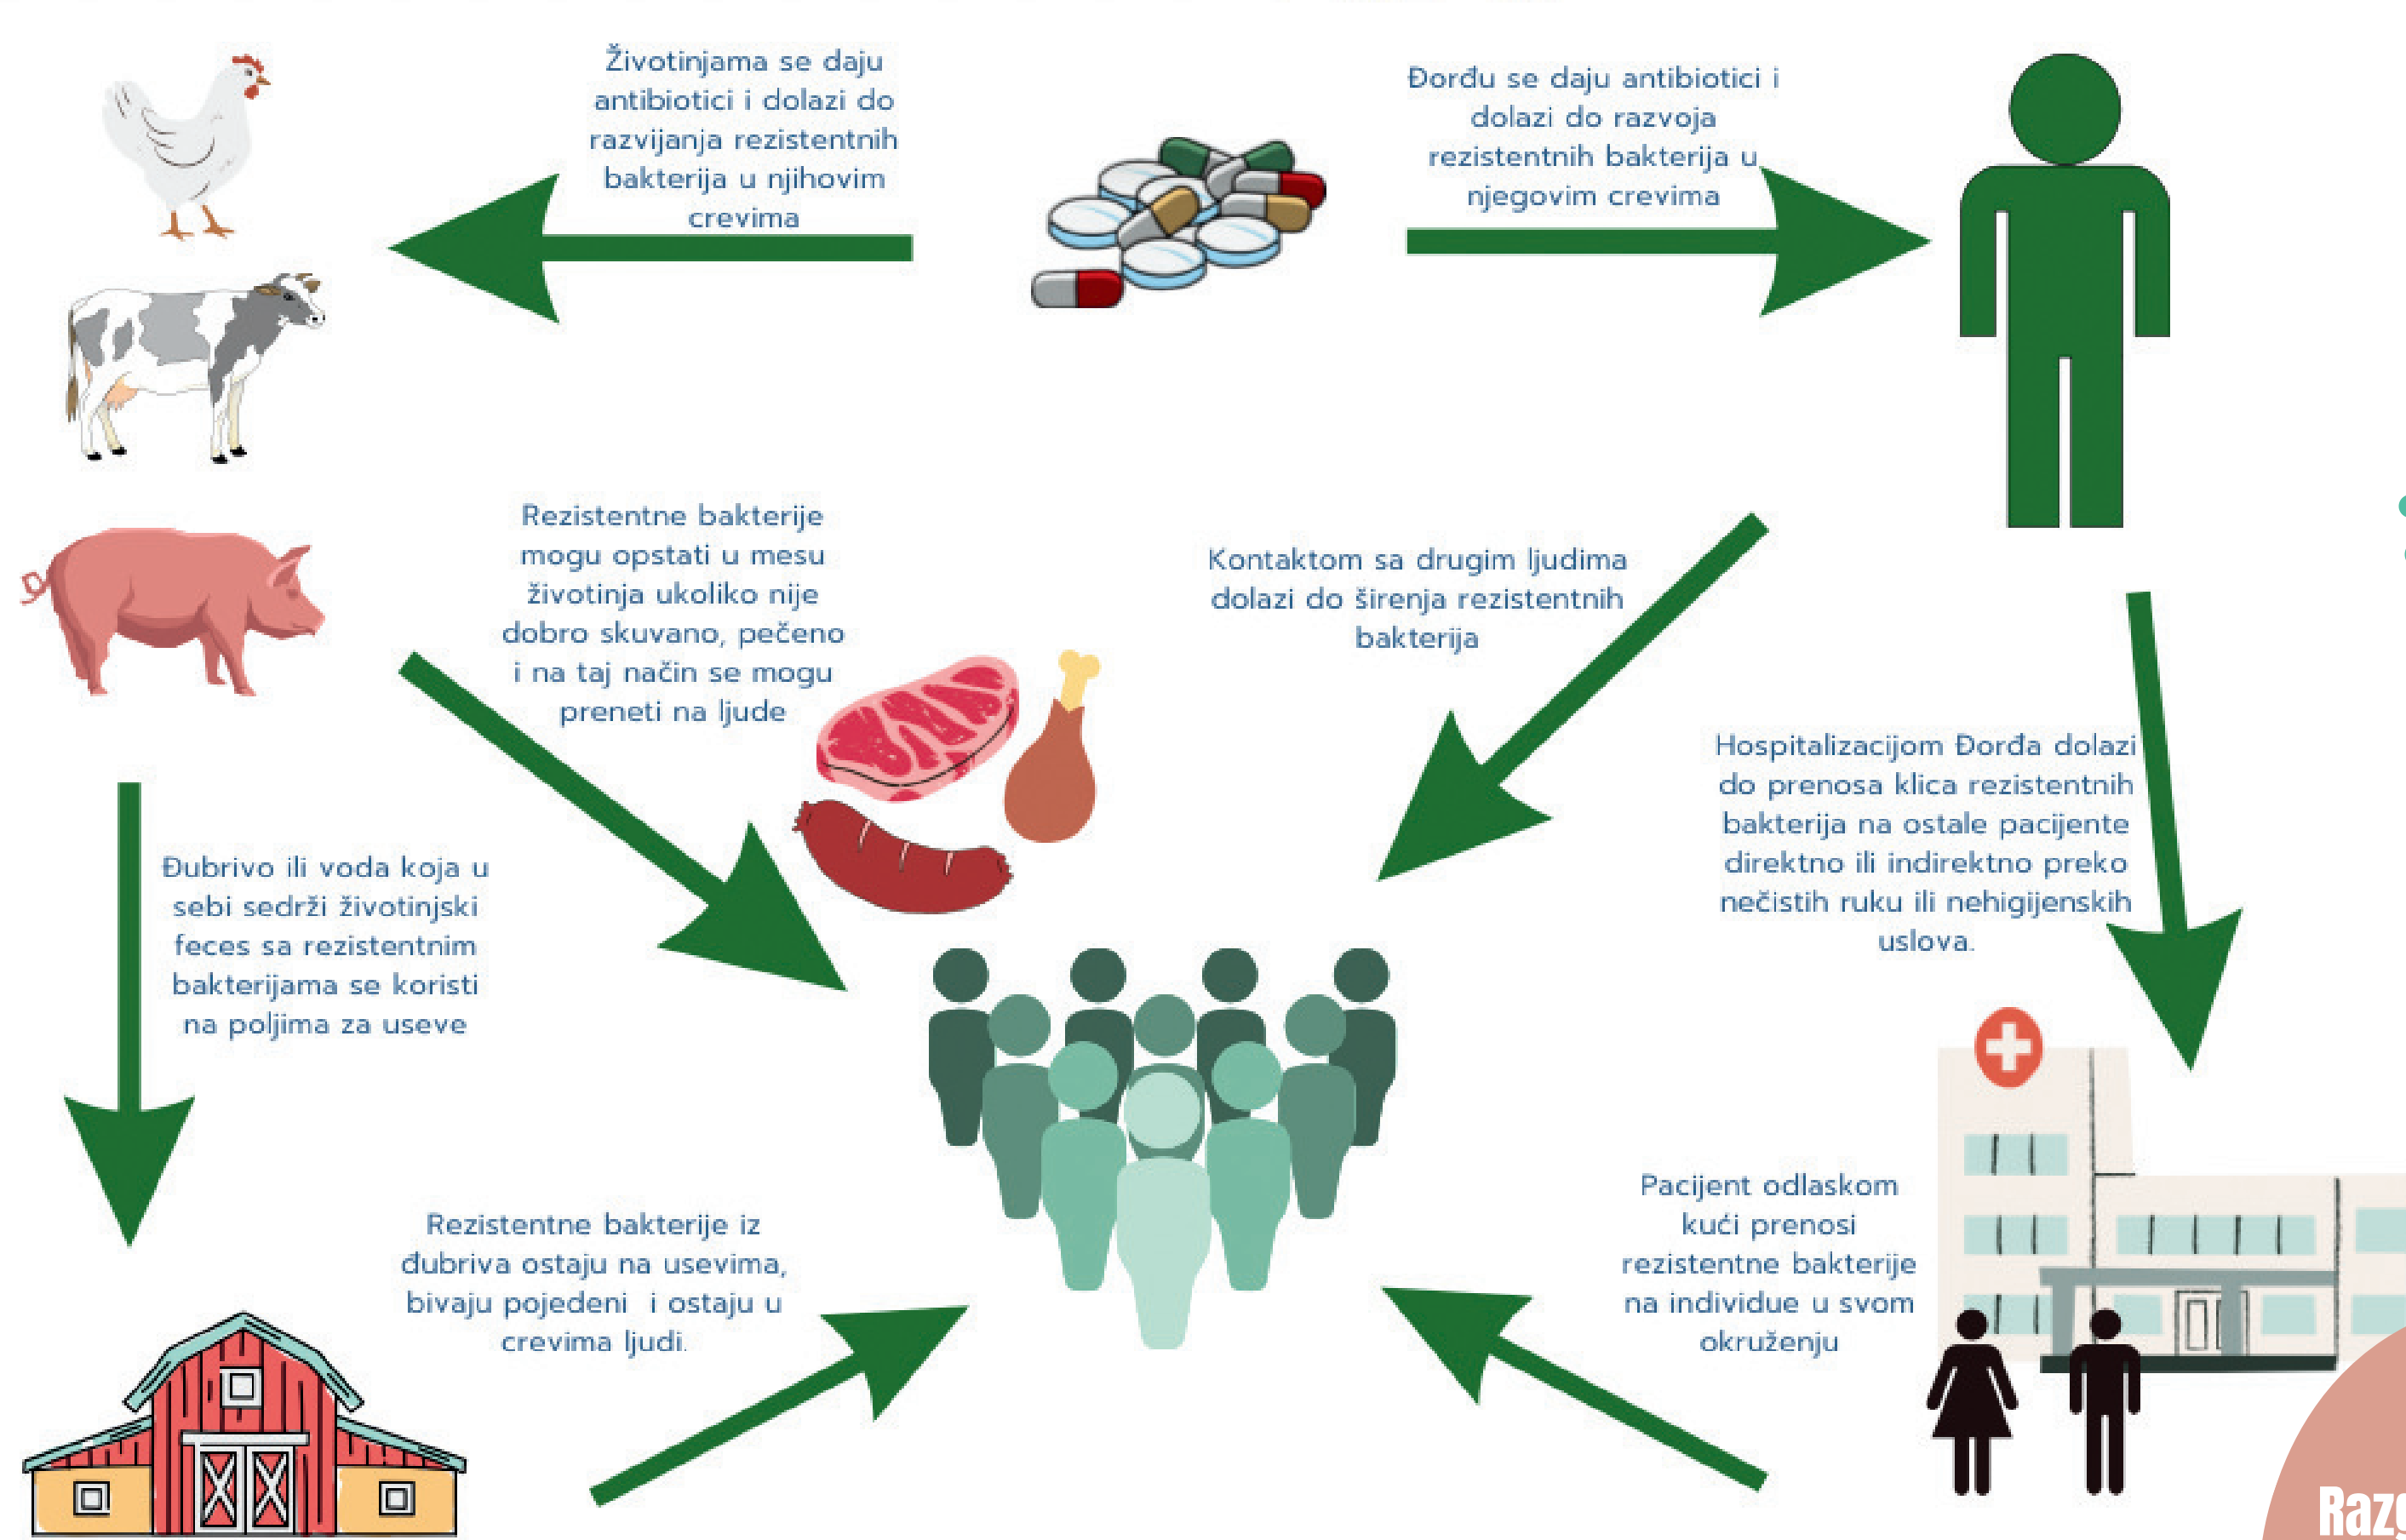 Životinjama se daju
antibiotici i dolazi do
razvijanja rezistentnih
bakterija u njihovim
crevima
Đorđu se daju antibiotici i
dolazi do razvoja
rezistentnih bakterija u
njegovim crevima
Rezistentne bakterije
mogu opstati u mesu
životinja ukoliko nije
dobro skuvano, pečeno
i na taj način se mogu
preneti na ljude
Kontaktom sa drugim ljudima
dolazi do širenja rezistentnih
bakterija
Hospitalizacijom Đorđa dolazi
do prenosa klica rezistentnih
bakterija na ostale pacijente
direktno ili indirektno preko
nečistih ruku ili nehigijenskih
uslova.
Đubrivo ili voda koja u
sebi sedrži životinjski
feces sa rezistentnim
bakterijama se koristi
na poljima za useve
Rezistentne bakterije iz
đubriva ostaju na usevima,
bivaju pojedeni i ostaju u
crevima ljudi.
Pacijent odlaskom
kući prenosi
rezistentne bakterije
na individue u svom
okruženju